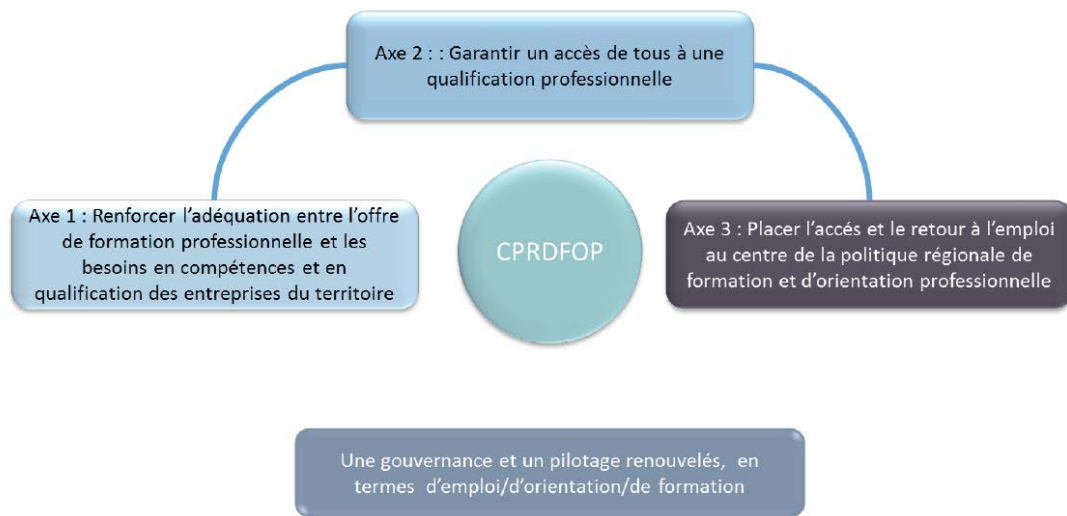 Axe 2 : : Garantir un accès de tous à une
qualification professionnelle
Axe 1 : Renforcer l’adéquation entre l’offre
de formation professionnelle et les
besoins en compétences et en
qualification des entreprises du territoire
CPRDFOP
Axe 3 : Placer l’accés et le retour à l’emploi
au centre de la politique régionale de
formation et d’orientation professionnelle
Une gouvernance et un pilotage renouvelés, en
termes d’emploi/d’orientation/de formation